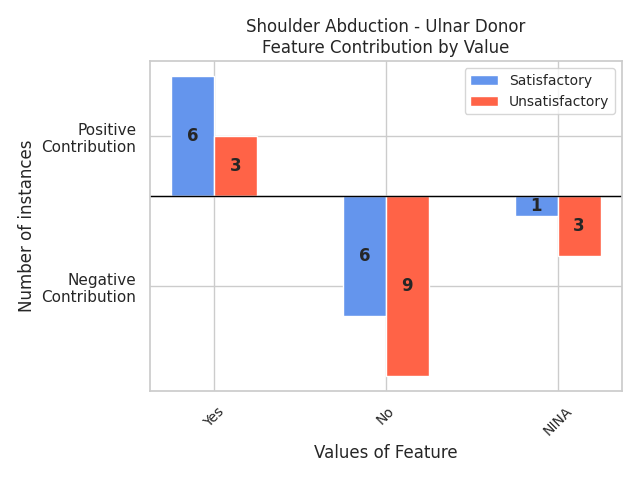 Shoulder Abduction - Ulnar Donor
Feature Contribution by Value
Satisfactory
Unsatisfactory
Number of instances
Positive
Contribution
Negative
Contribution
6
3
6
9
1
3
Yes
No
NINA
Values of Feature